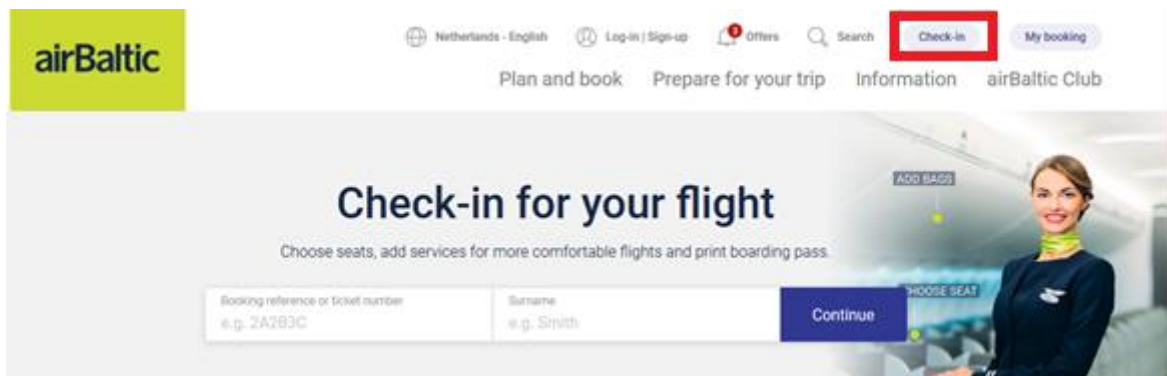 airBaltic
Netherlands - English Log-in | Sign-up 3 Offers Search Check-in My booking
Plan and book Prepare for your trip Information airBaltic Club
ADD BAGS
Check-in for your flight
Choose seats, add services for more comfortable flights and print boarding pass.
CHOOSE SEAT
Booking reference or ticket number Surname
e.g. 2A2B3C e.g. Smith Continue